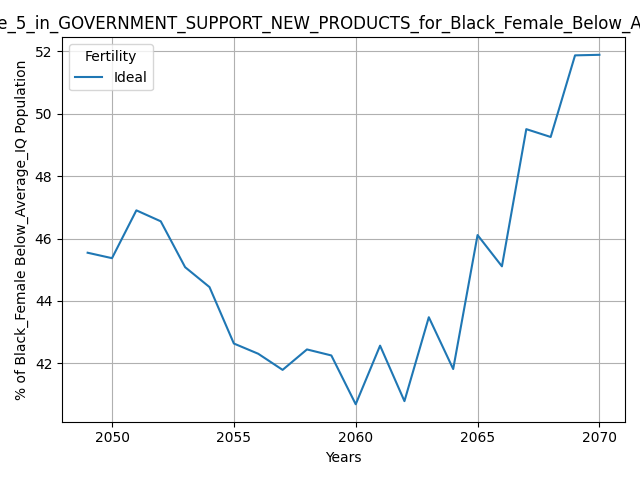 e_5_in_GOVERNMENT_SUPPORT_NEW_PRODUCTS_for_Black_Female_Below_A
Fertility
Ideal
% of Black_Female Below_Average_IQ Population
52
50
48
46
44
42
2050
2055
2060
2065
2070
Years